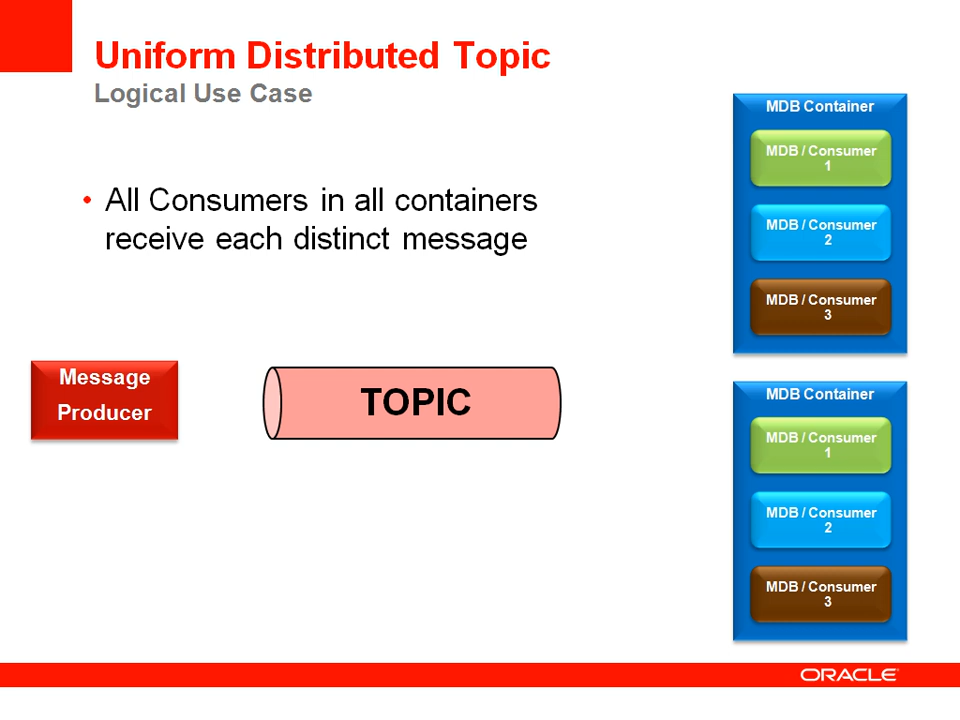 Uniform Distributed Topic
Logical Use Case
• All Consumers in all containers
receive each distinct message
Message
Producer
TOPIC
MDB Container
MDB / Consumer
1
MDB / Consumer
2
MDB / Consumer
3
MDB Container
MDB / Consumer
1
MDB / Consumer
2
MDB / Consumer
3
ORACLE